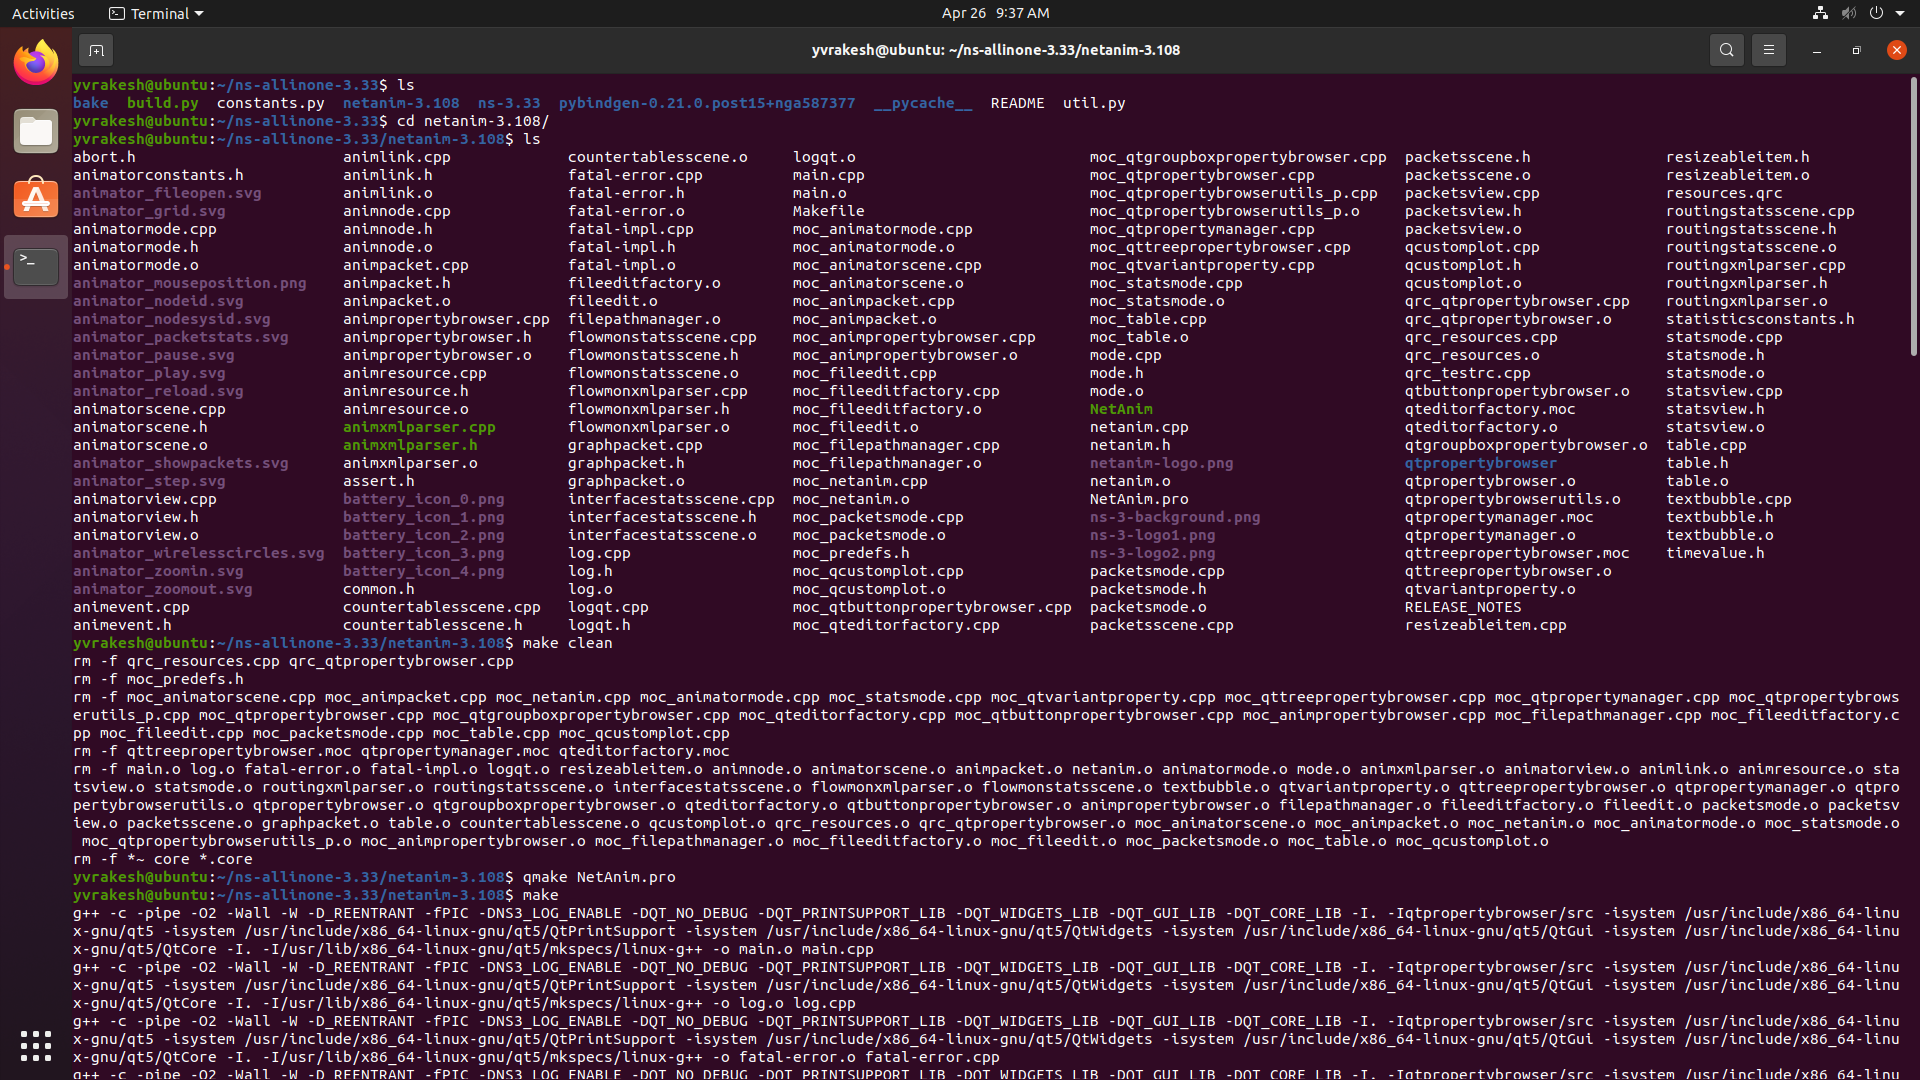 Activities Terminal Apr 26 9:37 AM
yvrakesh@ubuntu: ~/ns-allinone-3.33/netanim-3.108
yvrakesh@ubuntu:~/ns-allinone-3.33$ ls
bake build.py constants.py netanim-3.108 ns-3.33 pybindgen-0.21.0.post15+nga587377 __pycache__ README util.py
yvrakesh@ubuntu:~/ns-allinone-3.33$ cd netanim-3.108/
yvrakesh@ubuntu:~/ns-allinone-3.33/netanim-3.108$ ls
abort.h animlink.cpp countertablesscene.o logqt.o moc_qtgroupboxpropertybrowser.cpp packetsscene.h resizeableitem.h
animatorconstants.h animlink.h fatal-error.cpp main.cpp moc_qtpropertybrowser.cpp packetsscene.o resizeableitem.o
animator_fileopen.svg animlink.o fatal-error.h main.o moc_qtpropertybrowserutils_p.cpp packetsview.cpp resources.qrc
animator_grid.svg animnode.cpp fatal-error.o Makefile moc_qtpropertybrowserutils_p.o packetsview.h routingstatsscene.cpp
animatormode.cpp animnode.h fatal-impl.cpp moc_animatormode.cpp moc_qtpropertymanager.cpp packetsview.o routingstatsscene.h
animatormode.h animnode.o fatal-impl.h moc_animatormode.o moc_qttreepropertybrowser.cpp qcustomplot.cpp routingstatsscene.o
animatormode.o animpacket.cpp fatal-impl.o moc_animatorscene.cpp moc_qtvariantproperty.cpp qcustomplot.h routingxmlparser.cpp
animator_mouseposition.png animpacket.h fileeditfactory.o moc_animatorscene.o moc_statsmode.cpp qcustomplot.o routingxmlparser.h
animator_nodeid.svg animpacket.o fileedit.o moc_animpacket.cpp moc_statsmode.o qrc_qtpropertybrowser.cpp routingxmlparser.o
animator_nodesysid.svg animpropertybrowser.cpp filepathmanager.o moc_animpacket.o moc_table.cpp qrc_qtpropertybrowser.o statisticsconstants.h
animator_packetstats.svg animpropertybrowser.h flowmonstatsscene.cpp moc_animpropertybrowser.cpp moc_table.o qrc_resources.cpp statsmode.cpp
animator_pause.svg animpropertybrowser.o flowmonstatsscene.h moc_animpropertybrowser.o mode.cpp qrc_resources.o statsmode.h
animator_play.svg animresource.cpp flowmonstatsscene.o moc_fileedit.cpp mode.h qrc_testrc.cpp statsmode.o
animator_reload.svg animresource.h flowmonxmlparser.cpp moc_fileeditfactory.cpp mode.o qtbuttonpropertybrowser.o statsview.cpp
animatorscene.cpp animresource.o flowmonxmlparser.h moc_fileeditfactory.o NetAnim qteditorfactory.moc statsview.h
animatorscene.h animxmlparser.cpp flowmonxmlparser.o moc_fileedit.o netanim.cpp qteditorfactory.o statsview.o
animatorscene.o animxmlparser.h graphpacket.cpp moc_filepathmanager.cpp netanim.h qtgroupboxpropertybrowser.o table.cpp
animator_showpackets.svg animxmlparser.o graphpacket.h moc_filepathmanager.o netanim-logo.png qtpropertybrowser table.h
animator_step.svg assert.h graphpacket.o moc_netanim.cpp netanim.o qtpropertybrowser.o table.o
animatorview.cpp battery_icon_0.png interfacestatsscene.cpp moc_netanim.o NetAnim.pro qtpropertybrowserutils.o textbubble.cpp
animatorview.h battery_icon_1.png interfacestatsscene.h moc_packetsmode.cpp ns-3-background.png qtpropertymanager.moc textbubble.h
animatorview.o battery_icon_2.png interfacestatsscene.o moc_packetsmode.o ns-3-logo1.png qtpropertymanager.o textbubble.o
animator_wirelesscircles.svg battery_icon_3.png log.cpp moc_predefs.h ns-3-logo2.png qttreepropertybrowser.moc timevalue.h
animator_zoomin.svg battery_icon_4.png log.h moc_qcustomplot.cpp packetsmode.cpp qttreepropertybrowser.o
animator_zoomout.svg common.h log.o moc_qcustomplot.o packetsmode.h qtvariantproperty.o
animevent.cpp countertablesscene.cpp logqt.cpp moc_qtbuttonpropertybrowser.cpp packetsmode.o RELEASE_NOTES
animevent.h countertablesscene.h logqt.h moc_qteditorfactory.cpp packetsscene.cpp resizeableitem.cpp
yvrakesh@ubuntu:~/ns-allinone-3.33/netanim-3.108$ make clean
rm -f qrc_resources.cpp qrc_qtpropertybrowser.cpp
rm -f moc_predefs.h
rm -f moc_animatorscene.cpp moc_animpacket.cpp moc_netanim.cpp moc_animatormode.cpp moc_statsmode.cpp moc_qtvariantproperty.cpp moc_qttreepropertybrowser.cpp moc_qtpropertymanager.cpp moc_qtpropertybrows
erutils_p.cpp moc_qtpropertybrowser.cpp moc_qtgroupboxpropertybrowser.cpp moc_qteditorfactory.cpp moc_qtbuttonpropertybrowser.cpp moc_animpropertybrowser.cpp moc_filepathmanager.cpp moc_fileeditfactory.c
pp moc_fileedit.cpp moc_packetsmode.cpp moc_table.cpp moc_qcustomplot.cpp
rm -f qttreepropertybrowser.moc qtpropertymanager.moc qteditorfactory.moc
rm -f main.o log.o fatal-error.o fatal-impl.o logqt.o resizeableitem.o animnode.o animatorscene.o animpacket.o netanim.o animatormode.o mode.o animxmlparser.o animatorview.o animlink.o animresource.o sta
tsview.o statsmode.o routingxmlparser.o routingstatsscene.o interfacestatsscene.o flowmonxmlparser.o flowmonstatsscene.o textbubble.o qtvariantproperty.o qttreepropertybrowser.o qtpropertymanager.o qtpro
pertybrowserutils.o qtpropertybrowser.o qtgroupboxpropertybrowser.o qteditorfactory.o qtbuttonpropertybrowser.o animpropertybrowser.o filepathmanager.o fileeditfactory.o fileedit.o packetsmode.o packetsv
iew.o packetsscene.o graphpacket.o table.o countertablesscene.o qcustomplot.o qrc_resources.o qrc_qtpropertybrowser.o moc_animatorscene.o moc_animpacket.o moc_netanim.o moc_animatormode.o moc_statsmode.o
moc_qtpropertybrowserutils_p.o moc_animpropertybrowser.o moc_filepathmanager.o moc_fileeditfactory.o moc_fileedit.o moc_packetsmode.o moc_table.o moc_qcustomplot.o
rm -f *~ core *.core
yvrakesh@ubuntu:~/ns-allinone-3.33/netanim-3.108$ qmake NetAnim.pro
yvrakesh@ubuntu:~/ns-allinone-3.33/netanim-3.108$ make
g++ -c -pipe -O2 -Wall -W -D_REENTRANT -fPIC -DNS3_LOG_ENABLE -DQT_NO_DEBUG -DQT_PRINTSUPPORT_LIB -DQT_WIDGETS_LIB -DQT_GUI_LIB -DQT_CORE_LIB -I. -Iqtpropertybrowser/src -isystem /usr/include/x86_64-linu
x-gnu/qt5 -isystem /usr/include/x86_64-linux-gnu/qt5/QtPrintSupport -isystem /usr/include/x86_64-linux-gnu/qt5/QtWidgets -isystem /usr/include/x86_64-linux-gnu/qt5/QtGui -isystem /usr/include/x86_64-linu
x-gnu/qt5/QtCore -I. -I/usr/lib/x86_64-linux-gnu/qt5/mkspecs/linux-g++ -o main.o main.cpp
g++ -c -pipe -O2 -Wall -W -D_REENTRANT -fPIC -DNS3_LOG_ENABLE -DQT_NO_DEBUG -DQT_PRINTSUPPORT_LIB -DQT_WIDGETS_LIB -DQT_GUI_LIB -DQT_CORE_LIB -I. -Iqtpropertybrowser/src -isystem /usr/include/x86_64-linu
x-gnu/qt5 -isystem /usr/include/x86_64-linux-gnu/qt5/QtPrintSupport -isystem /usr/include/x86_64-linux-gnu/qt5/QtWidgets -isystem /usr/include/x86_64-linux-gnu/qt5/QtGui -isystem /usr/include/x86_64-linu
x-gnu/qt5/QtCore -I. -I/usr/lib/x86_64-linux-gnu/qt5/mkspecs/linux-g++ -o log.o log.cpp
g++ -c -pipe -O2 -Wall -W -D_REENTRANT -fPIC -DNS3_LOG_ENABLE -DQT_NO_DEBUG -DQT_PRINTSUPPORT_LIB -DQT_WIDGETS_LIB -DQT_GUI_LIB -DQT_CORE_LIB -I. -Iqtpropertybrowser/src -isystem /usr/include/x86_64-linu
x-gnu/qt5 -isystem /usr/include/x86_64-linux-gnu/qt5/QtPrintSupport -isystem /usr/include/x86_64-linux-gnu/qt5/QtWidgets -isystem /usr/include/x86_64-linux-gnu/qt5/QtGui -isystem /usr/include/x86_64-linu
x-gnu/qt5/QtCore -I. -I/usr/lib/x86_64-linux-gnu/qt5/mkspecs/linux-g++ -o fatal-error.o fatal-error.cpp
g++ -c -pipe -O2 -Wall -W -D_REENTRANT -fPIC -DNS3_LOG_ENABLE -DQT_NO_DEBUG -DQT_PRINTSUPPORT_LIB -DQT_WIDGETS_LIB -DQT_GUI_LIB -DQT_CORE_LIB -I. -Iqtpropertybrowser/src -isystem /usr/include/x86_64-linu